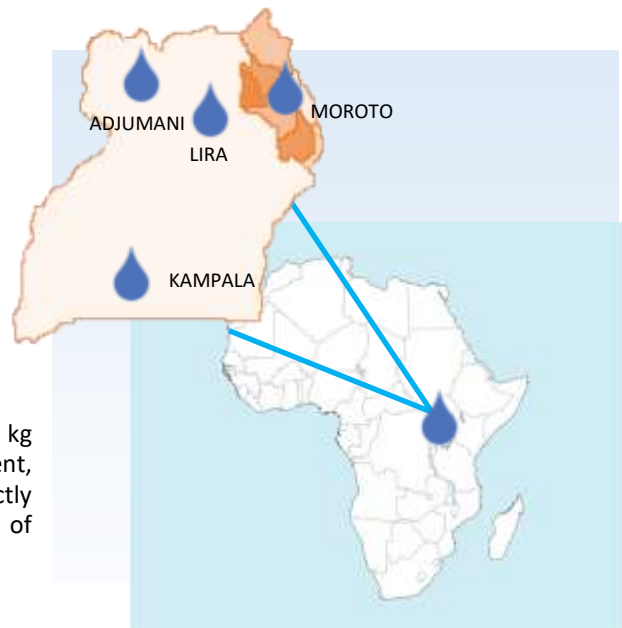 ADJUMANI
MOROTO
LIRA
KAMPALA
kg
ent,
ctly
of